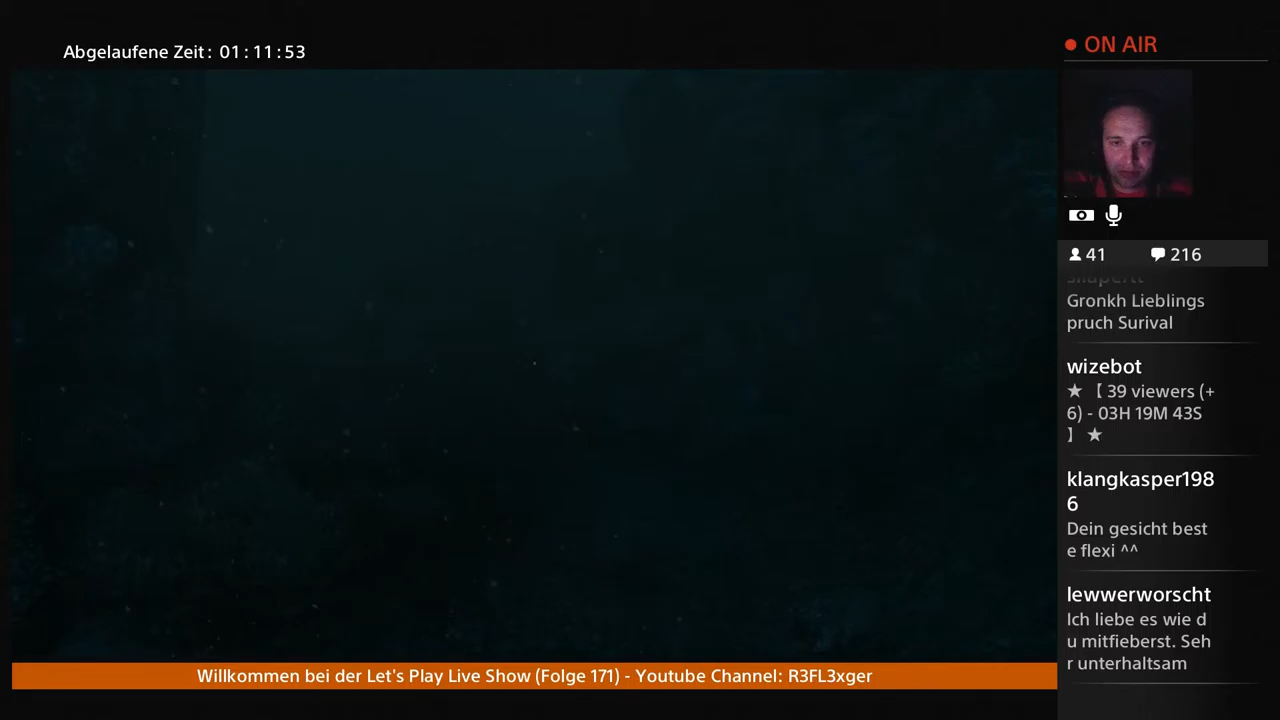 Abgelaufene Zeit: 01:11:53
ON AIR
41 216
Gronkh Lieblings
pruch Surival
wizebot
★ 【39 viewers (+
6) - 03H 19M 43S
】 ★
klangkasper198
6
Dein gesicht best
e flexi ^^
lewwerworscht
Ich liebe es wie d
u mitfieberst. Seh
r unterhaltsam
Willkommen bei der Let's Play Live Show (Folge 171) - Youtube Channel: R3FL3xger